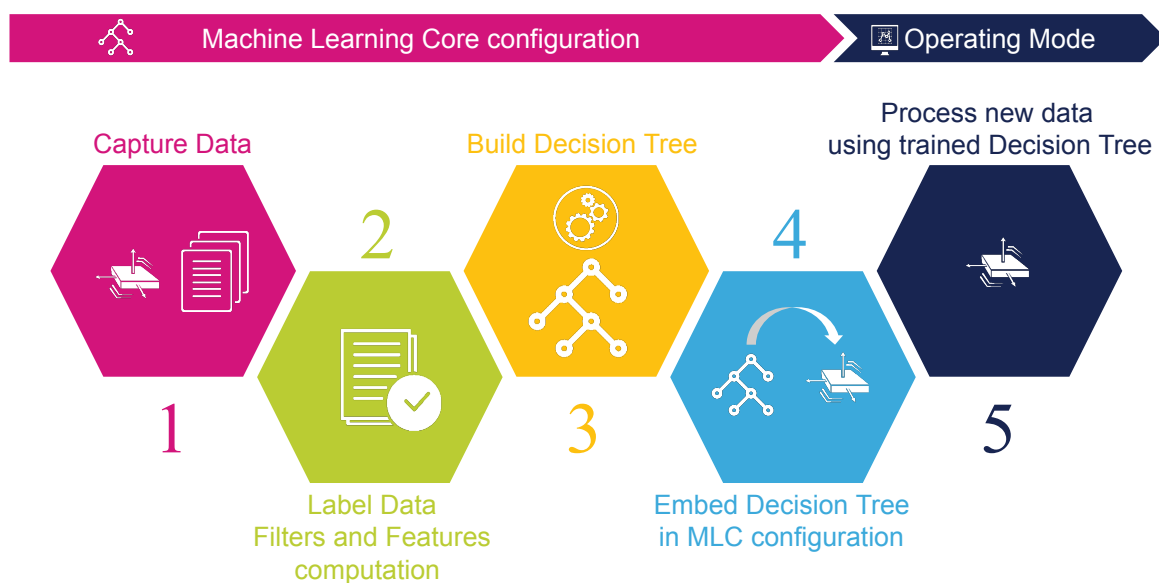 Machine Learning Core configuration
Operating Mode
Capture Data
1
2
Label Data
Filters and Features
computation
Build Decision Tree
3
4
Embed Decision Tree
in MLC configuration
Process new data
using trained Decision Tree
5